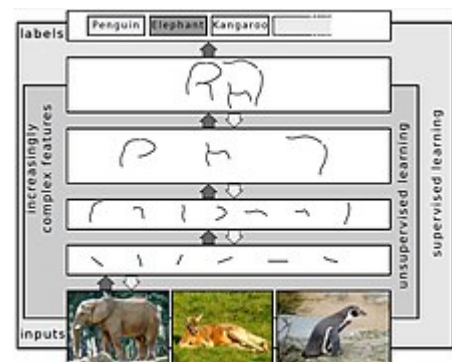 labels
Penguin
Elephant
Kangaroo
increasingly
complex features
unsupervised learning
supervised learning
inputs